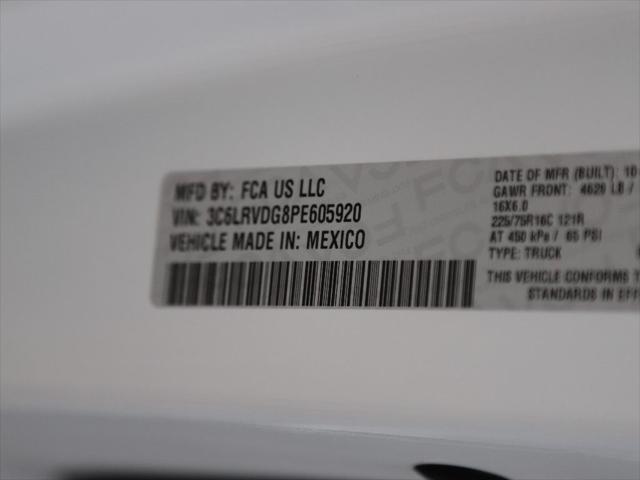 MFD BY: FCA US LLC
VIN: 3C6LRVDG8PE605920
VEHICLE MADE IN: MEXICO
DATE OF MFR (BUILT): 10
GAWR FRONT: 4629 LB /
16X6.0
225/75R16C 121R
AT 450 kPa / 65 PSI
TYPE: TRUCK
THIS VEHICLE CONFORMS T
STANDARDS IN EFF